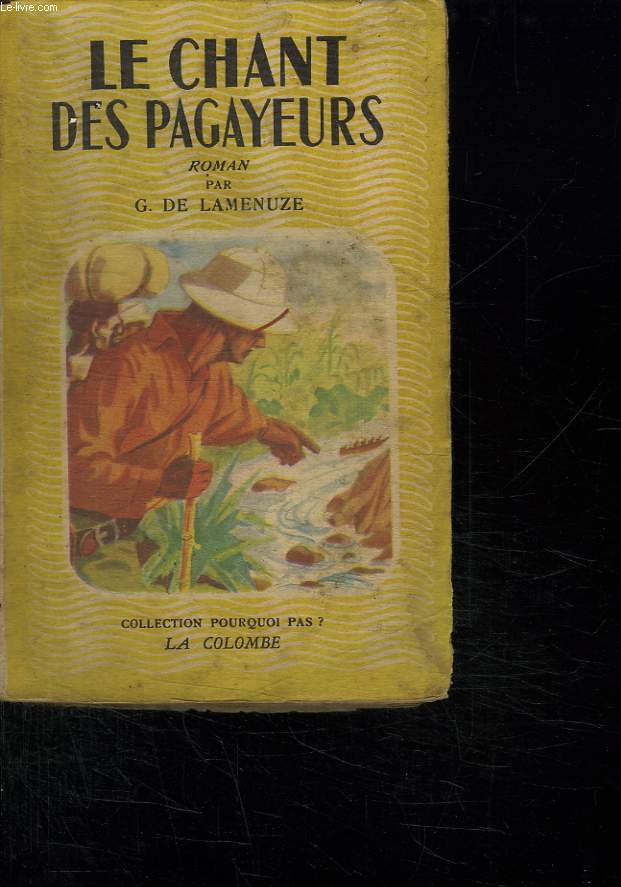 Le-livre.com
LE CHANT
DES PAGAYEURS
ROMAN
PAR
G. DE LAMENUZE
COLLECTION POURQUOI PAS ?
LA COLOMBE